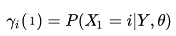 γᵢ(1) = P(X₁ = i|Y, θ)